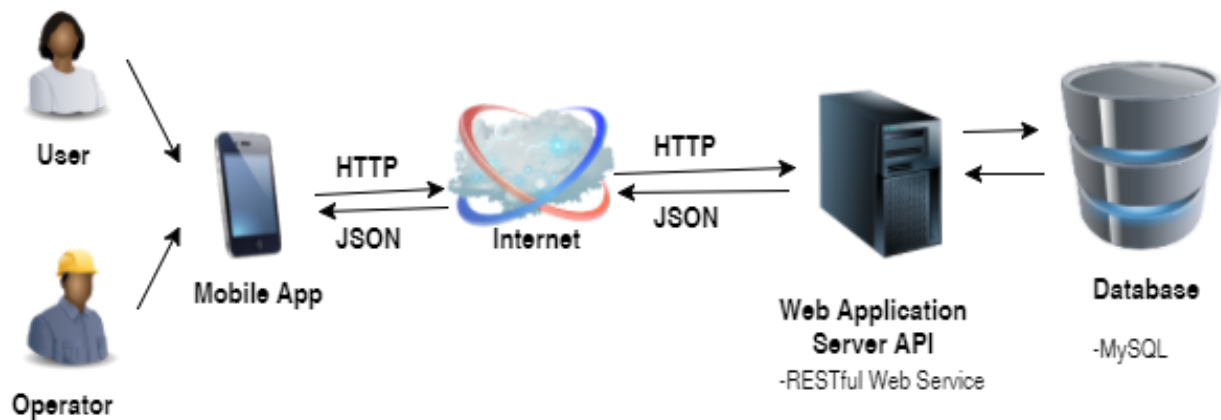 User
Operator
Mobile App
HTTP
JSON
Internet
HTTP
JSON
Web Application
Server API
-RESTful Web Service
Database
-MySQL